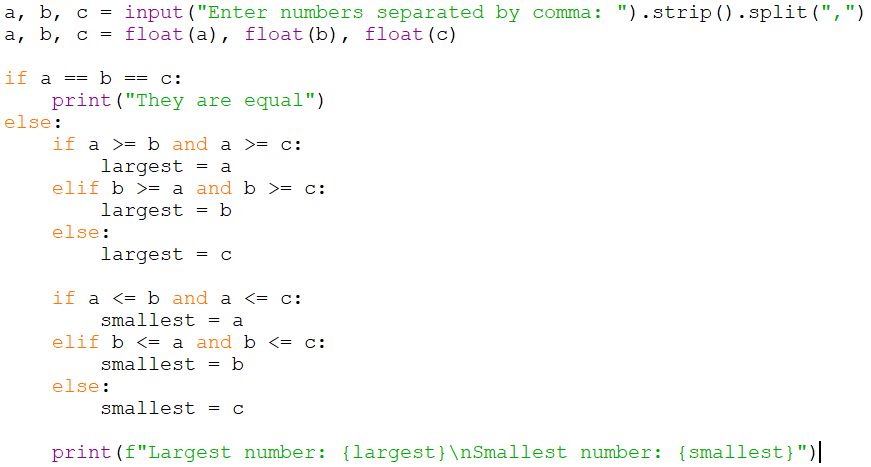 a, b, c = input("Enter numbers separated by comma: ").strip().split(",")
a, b, c = float(a), float(b), float(c)

if a == b == c:
    print("They are equal")
else:
    if a >= b and a >= c:
        largest = a
    elif b >= a and b >= c:
        largest = b
    else:
        largest = c

    if a <= b and a <= c:
        smallest = a
    elif b <= a and b <= c:
        smallest = b
    else:
        smallest = c

    print(f"Largest number: {largest}\nSmallest number: {smallest}")